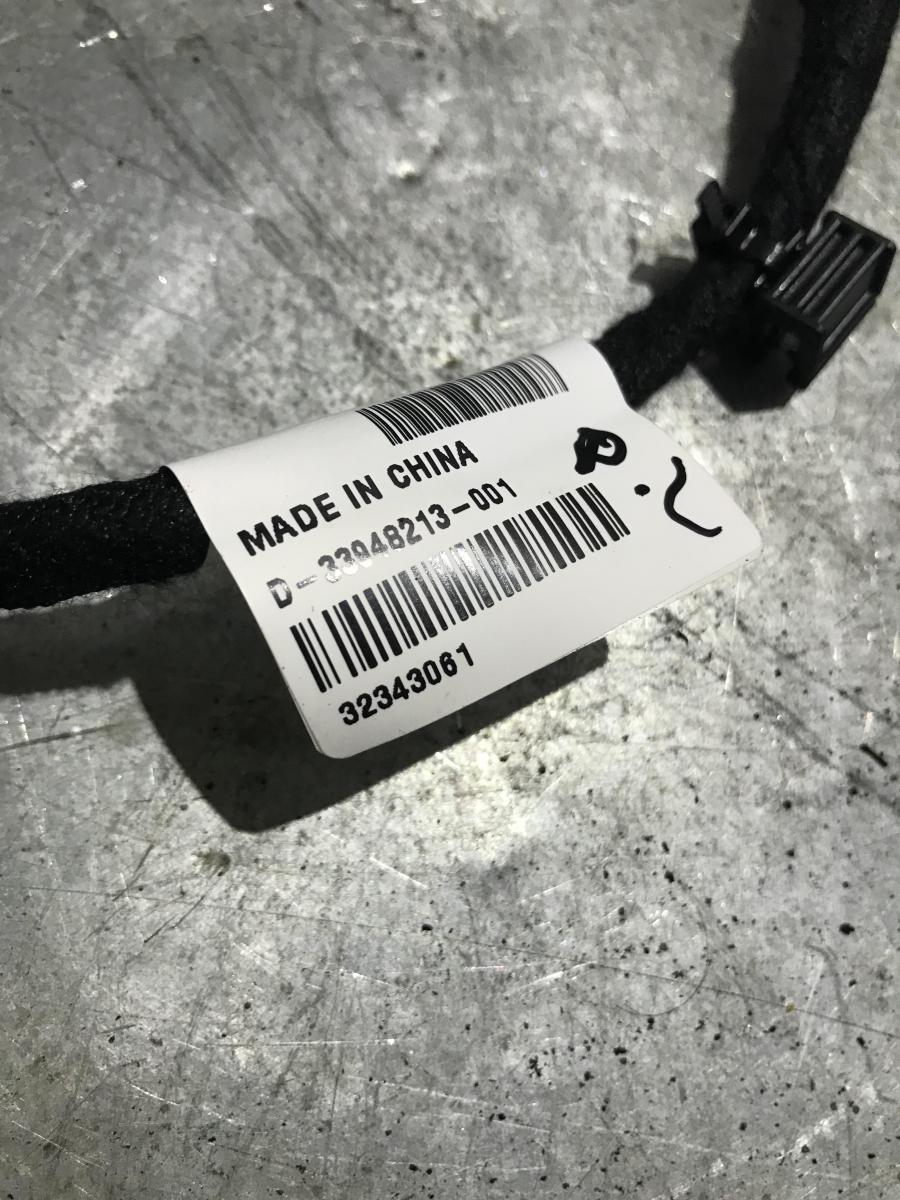 MADE IN CHINA
D-33948213-001
32343061